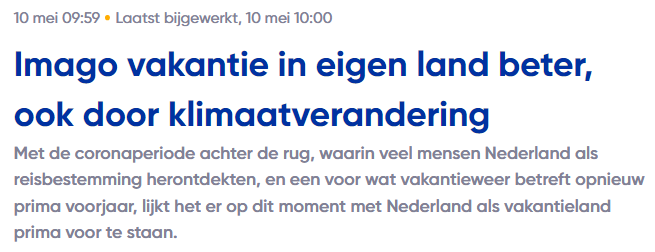 10 mei 09:59 • Laatst bijgewerkt, 10 mei 10:00
Imago vakantie in eigen land beter,
ook door klimaatverandering
Met de coronaperiode achter de rug, waarin veel mensen Nederland als
reisbestemming herontdekten, en een voor wat vakantieweer betreft opnieuw
prima voorjaar, lijkt het er op dit moment met Nederland als vakantieland
prima voor te staan.